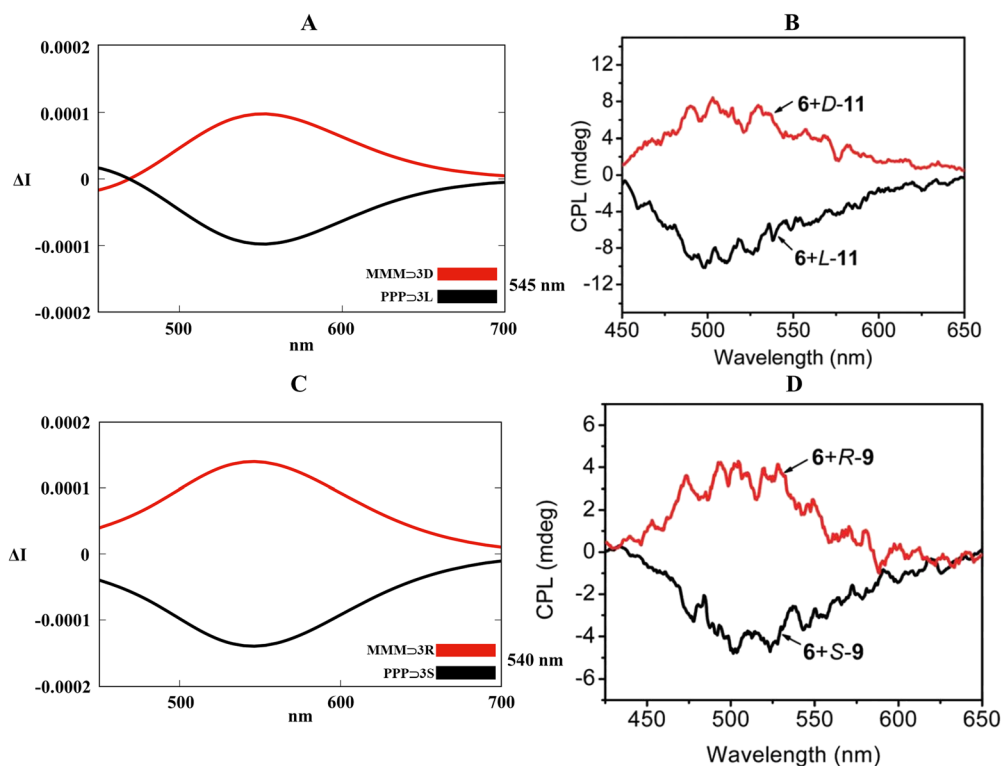 A
0.0002
0.0001
0
-0.0001
-0.0002
ΔI
MMM⊃3D
PPP⊃3L
545 nm
500
600
700
nm
B
12
8
4
0
-4
-8
-12
CPL (mdeg)
6+D-11
6+L-11
450
500
550
600
650
Wavelength (nm)
C
0.0002
0.0001
0
-0.0001
-0.0002
ΔI
MMM⊃3R
PPP⊃3S
540 nm
500
600
700
nm
D
6
4
2
0
-2
-4
-6
CPL (mdeg)
6+R-9
6+S-9
450
500
550
600
650
Wavelength (nm)